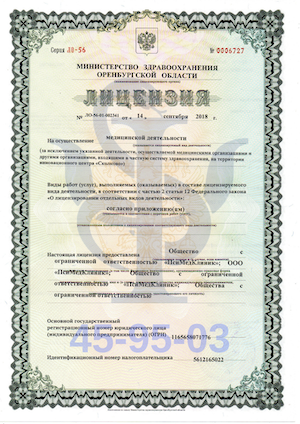 Серия ЛО-56
№ 0006727
МИНИСТЕРСТВО ЗДРАВООХРАНЕНИЯ
ОРЕНБУРГСКОЙ ОБЛАСТИ
ЛИЦЕНЗИЯ
№ ЛО-56-01-002341 от « 14 » сентября 2018 г.
На осуществление медицинской деятельности
(за исключением указанной деятельности, осуществляемой медицинскими организациями и
другими организациями, входящими в частную систему здравоохранения, на территории
инновационного центра «Сколково»)
Виды работ (услуг), выполняемых (оказываемых) в составе лицензируемого
вида деятельности, в соответствии с частью 2 статьи 12 Федерального закона
«О лицензировании отдельных видов деятельности»:
согласно приложению(ям)
Настоящая лицензия предоставлена Общество с
ограниченной ответственностью «ПенМедКлиник»; ООО
«ПенМедКлиник»; Общество с ограниченной
ответственностью «ПенМедКлиник»; Общество с
ограниченной ответственностью
Основной государственный
регистрационный номер юридического лица
(индивидуального предпринимателя) (ОГРН) 1165658071776
45-95-03
Идентификационный номер налогоплательщика 5612165022